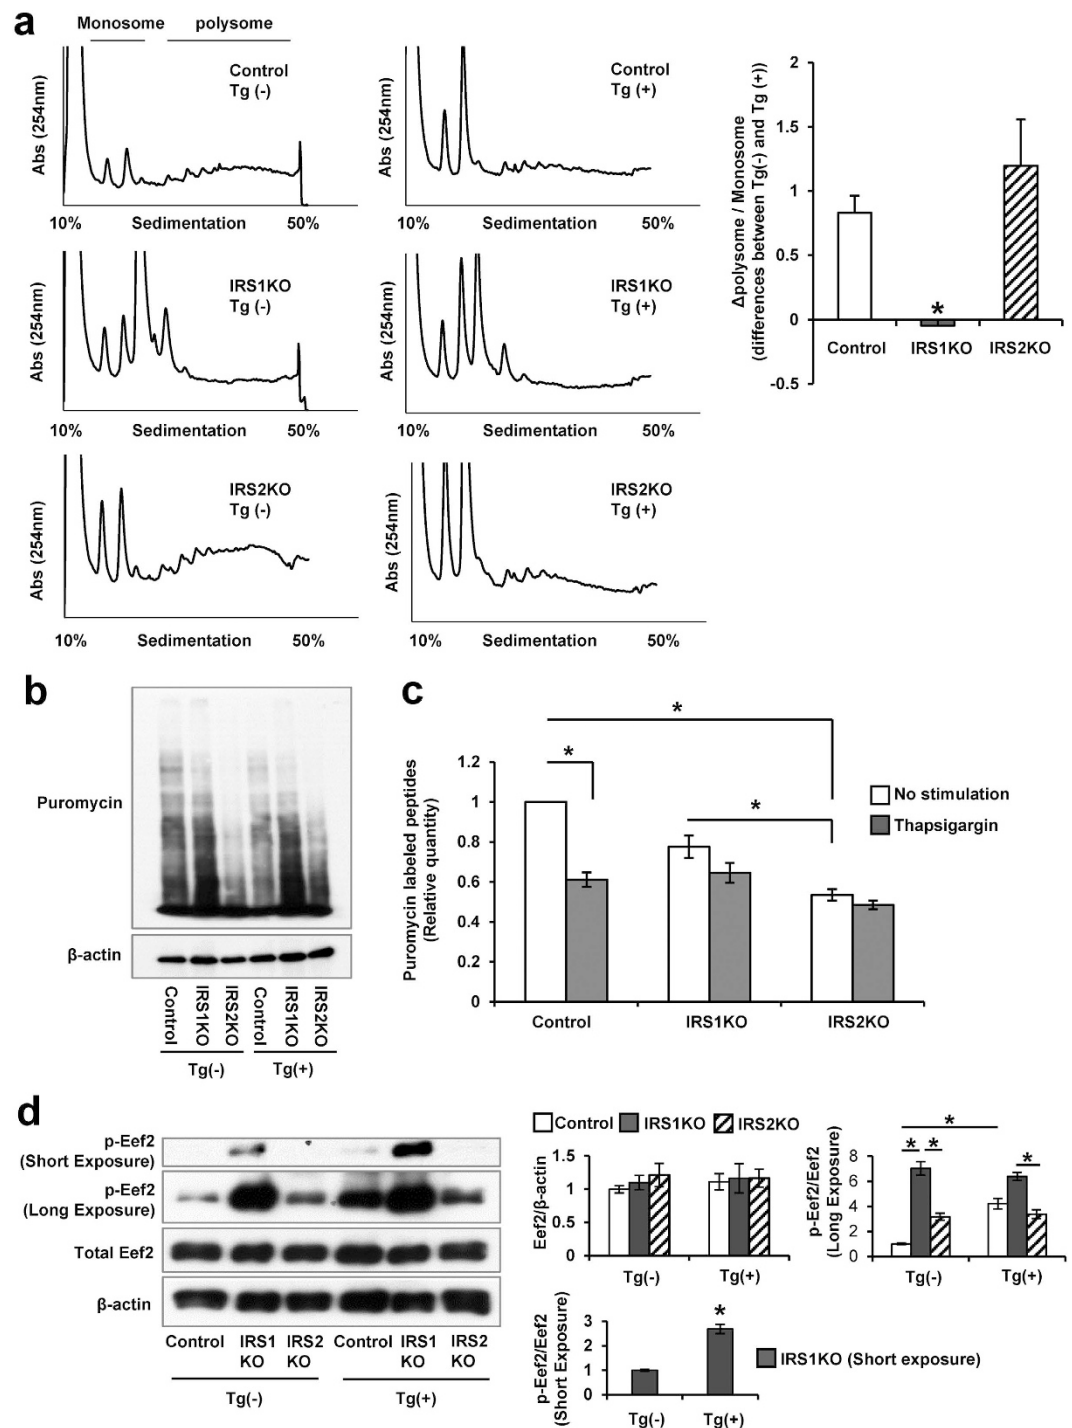 a
Monosome polysome
Abs (254nm)
Control
Tg (-)
10% Sedimentation 50%
Abs (254nm)
Control
Tg (+)
10% Sedimentation 50%
Δpolysome / Monosome
(differences between Tg(-) and Tg (+))
2
1.5
1
0.5
0
-0.5
*
Control IRS1KO IRS2KO
Abs (254nm)
IRS1KO
Tg (-)
10% Sedimentation 50%
Abs (254nm)
IRS1KO
Tg (+)
10% Sedimentation 50%
Abs (254nm)
IRS2KO
Tg (-)
10% Sedimentation 50%
Abs (254nm)
IRS2KO
Tg (+)
10% Sedimentation 50%
b
Puromycin
β-actin
Control IRS1KO IRS2KO Control IRS1KO IRS2KO
Tg(-) Tg(+)
c
Puromycin labeled peptides
(Relative quantity)
1.2
1
0.8
0.6
0.4
0.2
0
*
*
*
No stimulation
Thapsigargin
Control IRS1KO IRS2KO
d
p-Eef2
(Short Exposure)
p-Eef2
(Long Exposure)
Total Eef2
β-actin
Control IRS1 IRS2 Control IRS1 IRS2
KO KO KO KO
Tg(-) Tg(+)
Control IRS1KO IRS2KO
Eef2/β-actin
1.5
1
0.5
0
Tg(-) Tg(+)
p-Eef2/Eef2
(Long Exposure)
8
6
4
2
0
*
* * *
Tg(-) Tg(+)
p-Eef2/Eef2
(Short Exposure)
3
2
1
0
*
Tg(-) Tg(+)
IRS1KO (Short exposure)